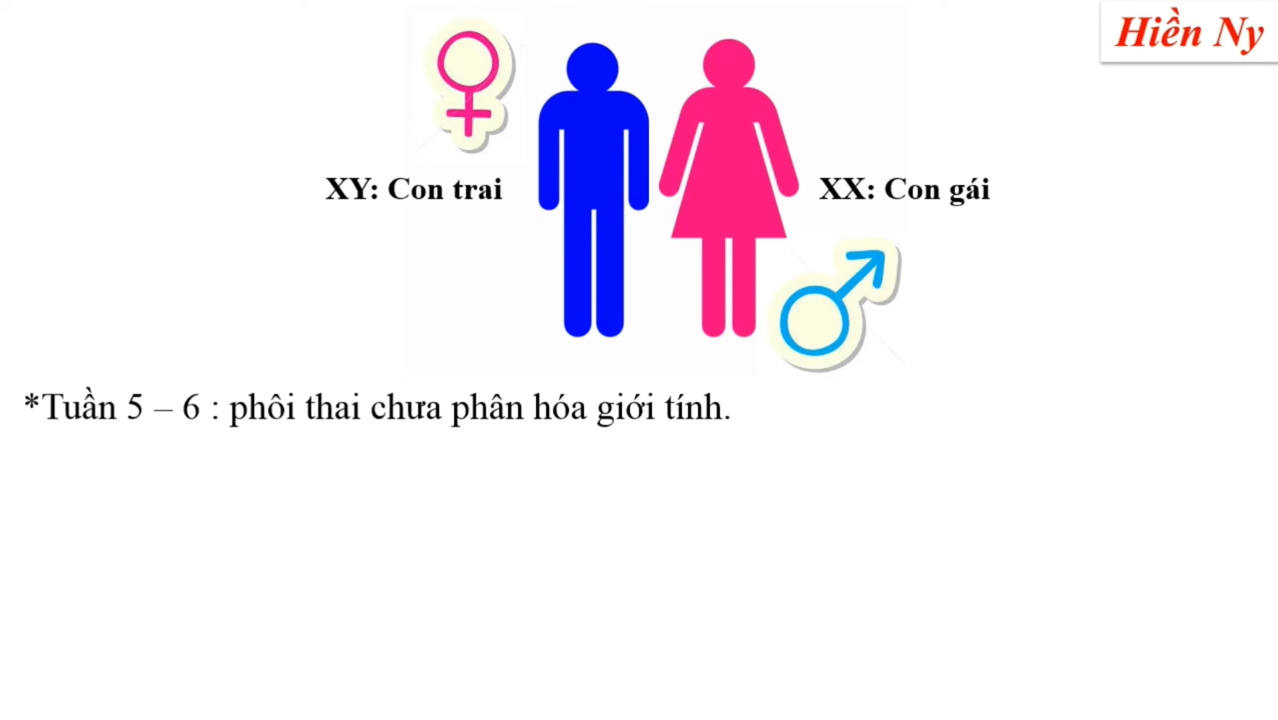 Hiền Ny
XY: Con trai
XX: Con gái
*Tuần 5 – 6 : phôi thai chưa phân hóa giới tính.